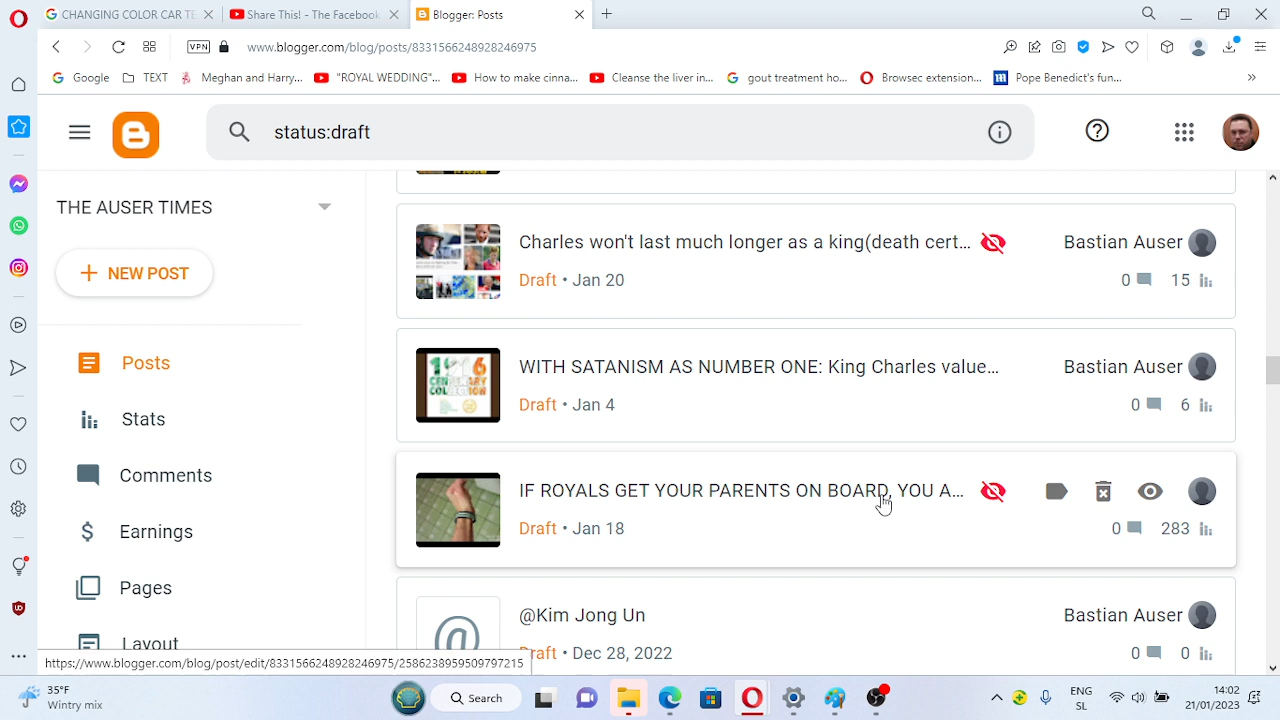 CHANGING COLOR CAR TE
Share This! - The Facebook
Blogger: Posts
VPN
www.blogger.com/blog/posts/8331566248928246975
Google
TEXT
Meghan and Harry...
"ROYAL WEDDING"...
How to make cinna...
Cleanse the liver in...
gout treatment ho...
Browsec extension...
Pope Benedict's fun...
status:draft
THE AUSER TIMES
NEW POST
Posts
Stats
Comments
Earnings
Pages
Layout
Charles won't last much longer as a king(death cert...
Bastian Auser
Draft • Jan 20
0
15
WITH SATANISM AS NUMBER ONE: King Charles value...
Bastian Auser
Draft • Jan 4
0
6
IF ROYALS GET YOUR PARENTS ON BOARD, YOU A...
Draft • Jan 18
0
283
@
@Kim Jong Un
Bastian Auser
Draft • Dec 28, 2022
0
0
https://www.blogger.com/blog/post/edit/8331566248928246975/2586238959509797215
35°F
Wintry mix
Search
ENG
SL
14:02
21/01/2023